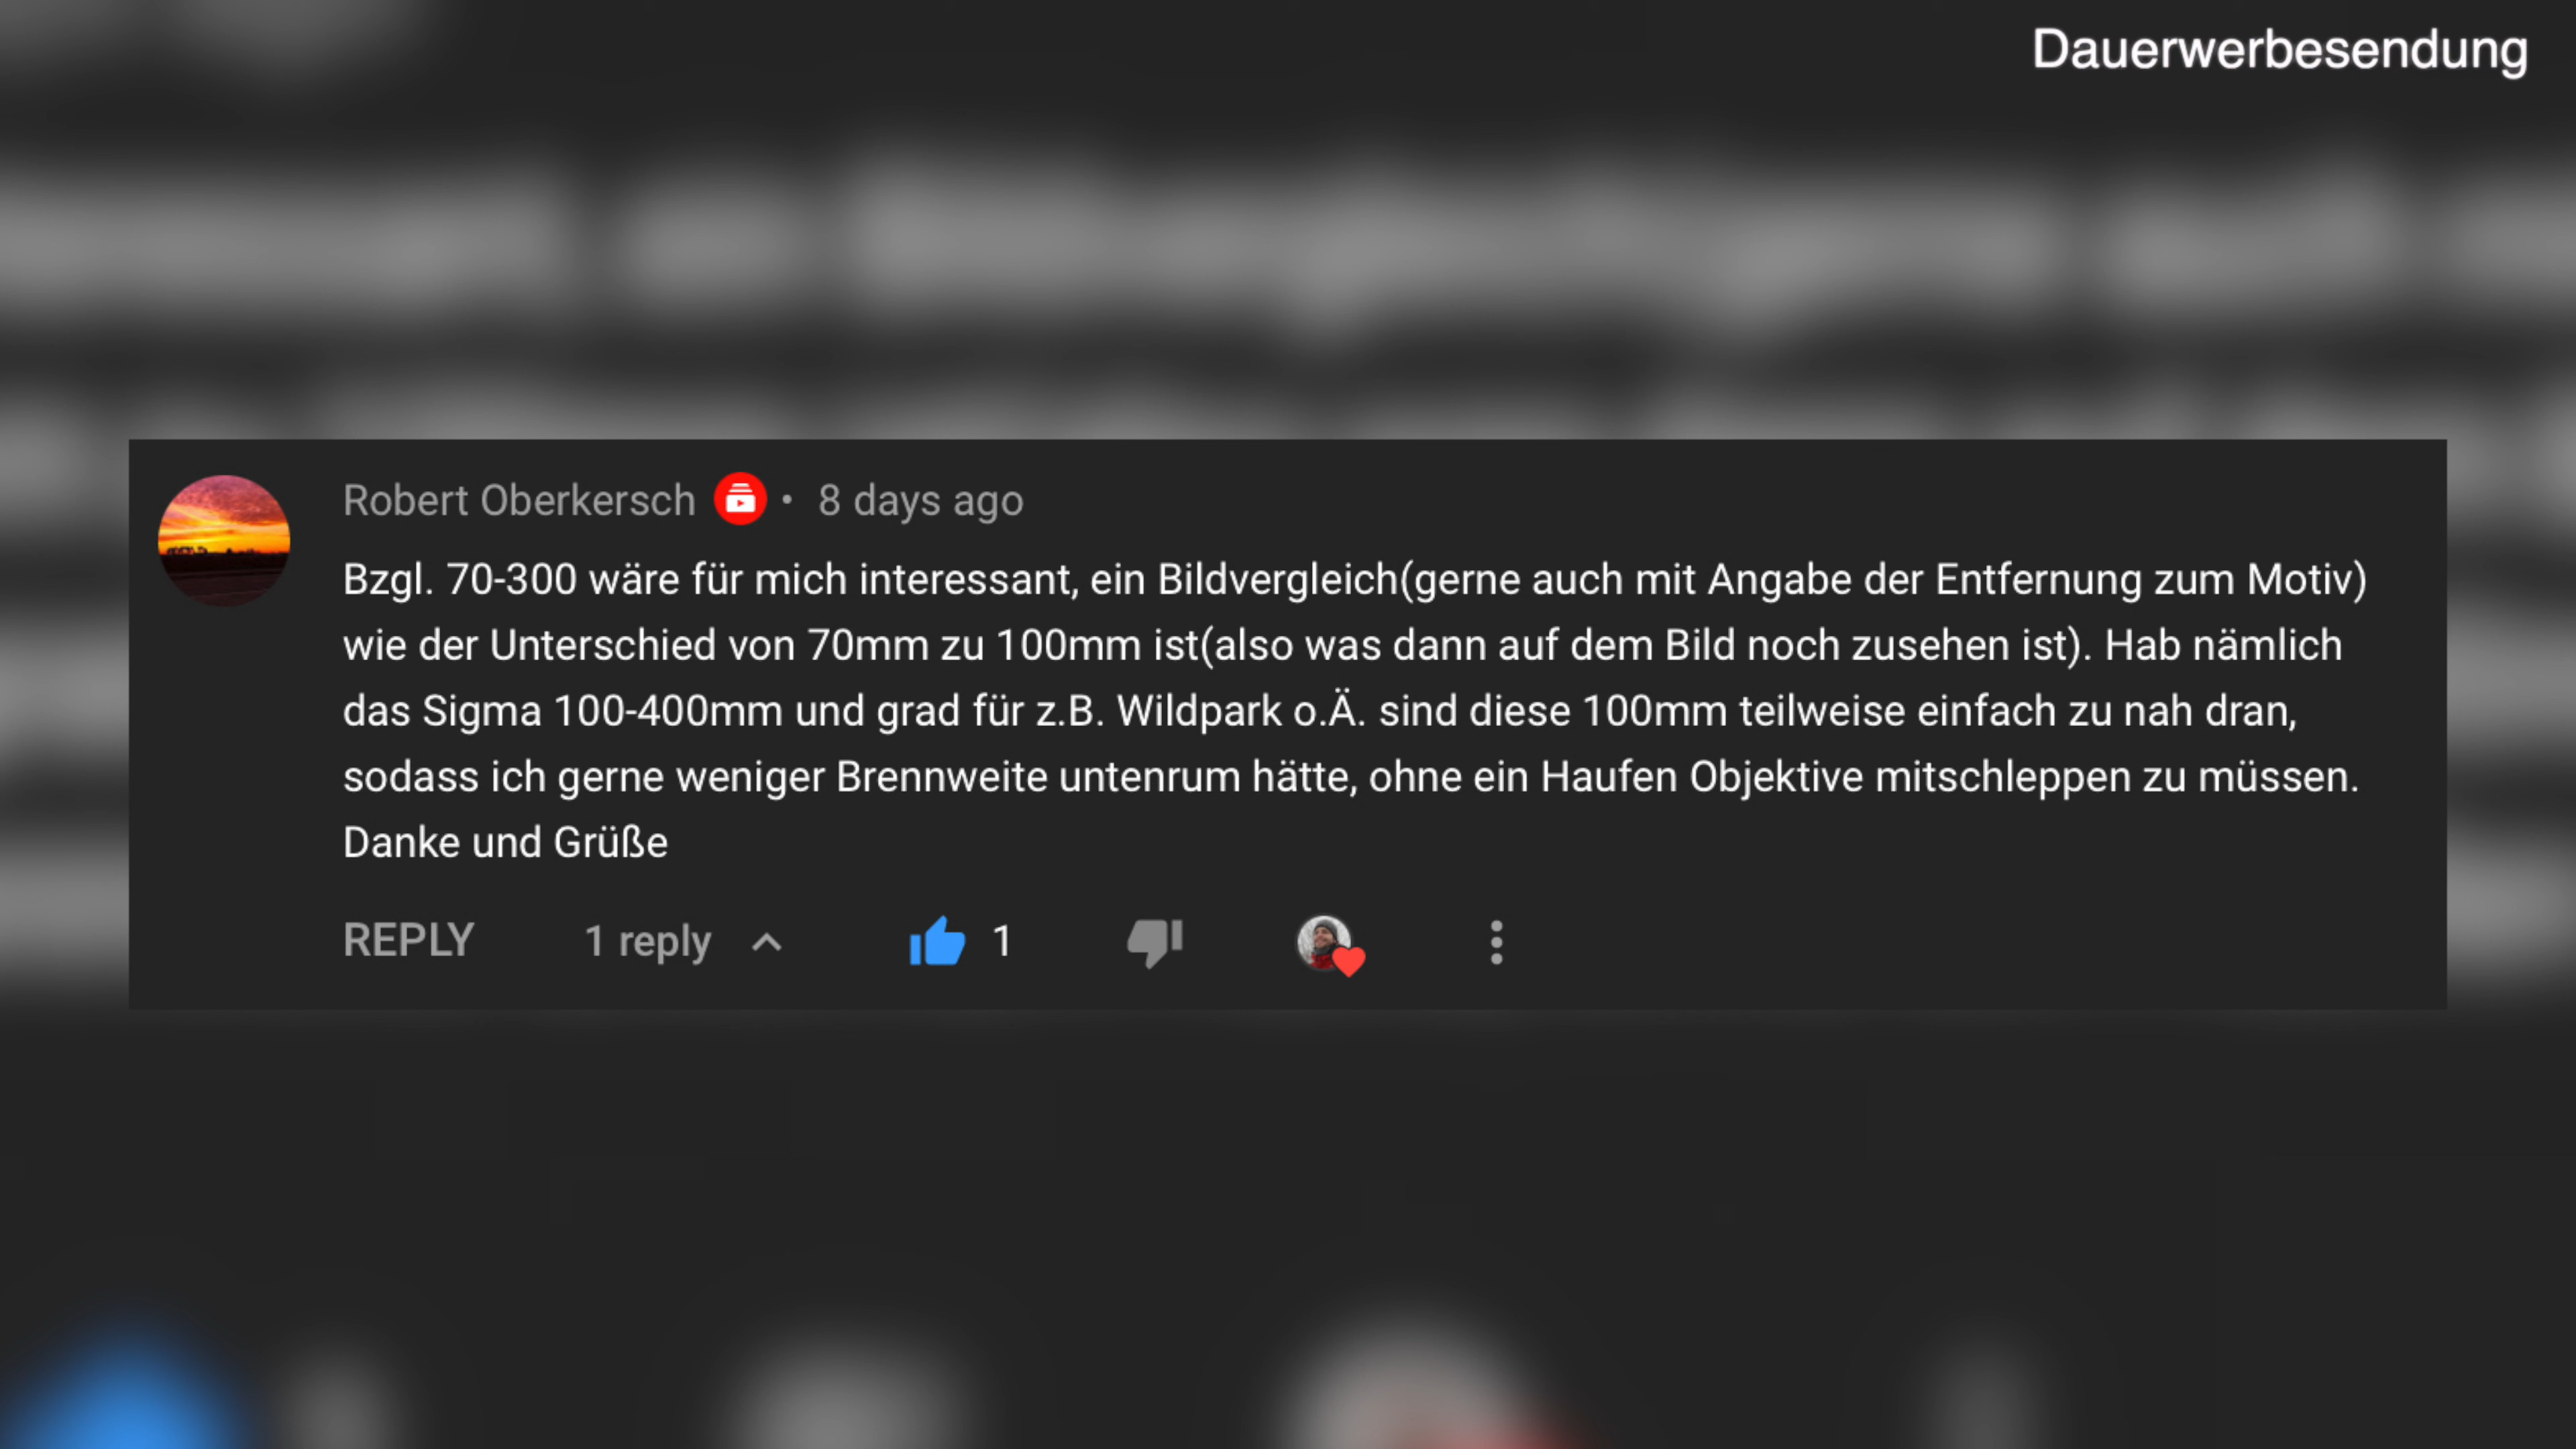 Dauerwerbesendung
Robert Oberkersch • 8 days ago
Bzgl. 70-300 wäre für mich interessant, ein Bildvergleich(gerne auch mit Angabe der Entfernung zum Motiv)
wie der Unterschied von 70mm zu 100mm ist(also was dann auf dem Bild noch zusehen ist). Hab nämlich
das Sigma 100-400mm und grad für z.B. Wildpark o.Ä. sind diese 100mm teilweise einfach zu nah dran,
sodass ich gerne weniger Brennweite untenrum hätte, ohne ein Haufen Objektive mitschleppen zu müssen.
Danke und Grüße
REPLY 1 reply 1